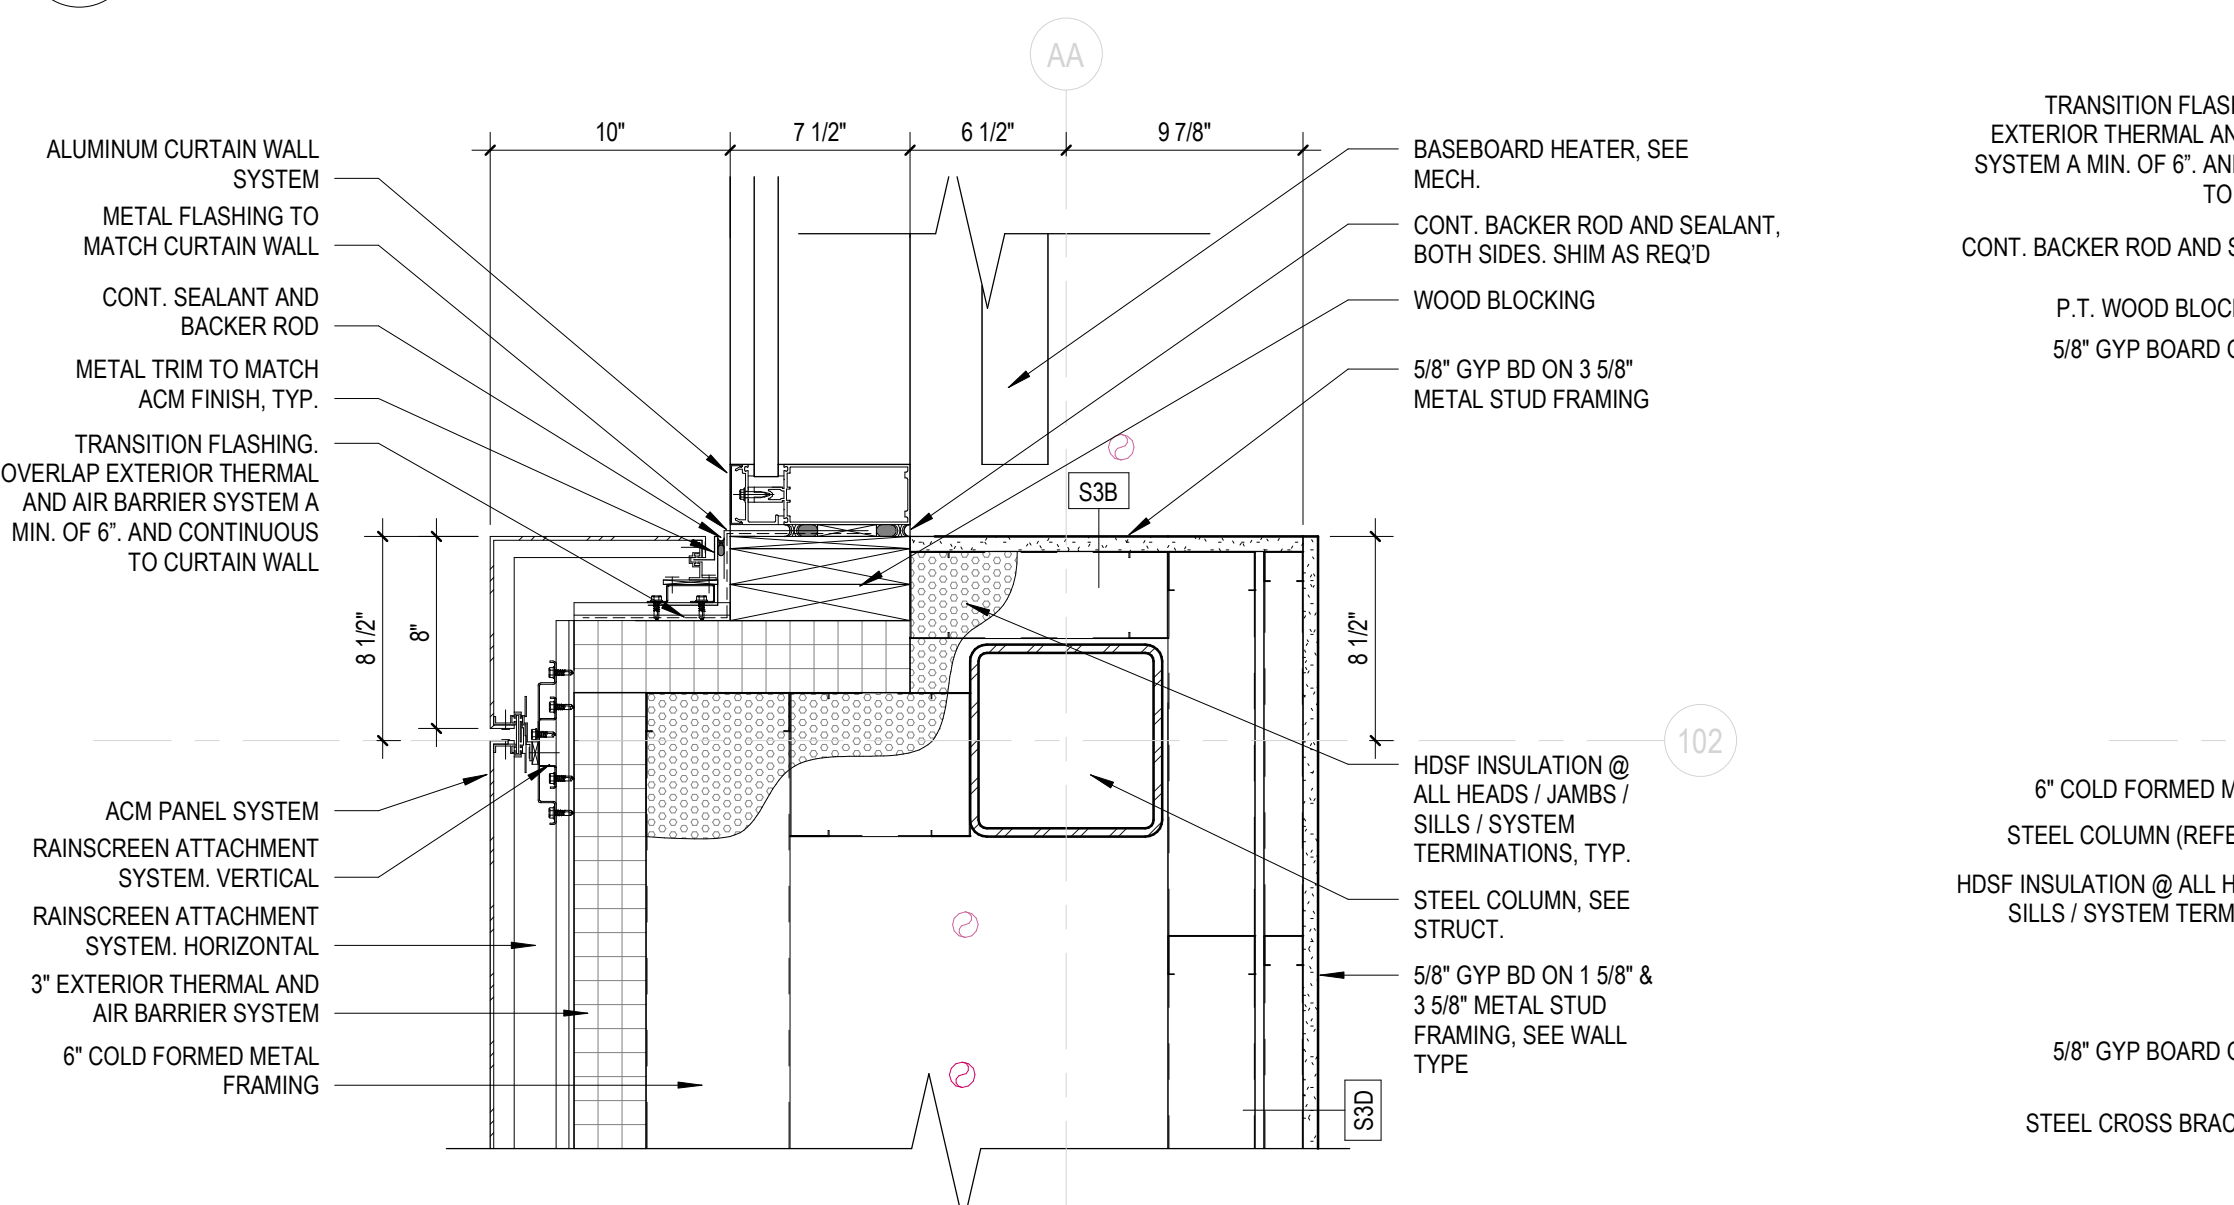 AA
10"
7 1/2"
6 1/2"
9 7/8"
ALUMINUM CURTAIN WALL
SYSTEM
METAL FLASHING TO
MATCH CURTAIN WALL
CONT. SEALANT AND
BACKER ROD
METAL TRIM TO MATCH
ACM FINISH, TYP.
TRANSITION FLASHING.
OVERLAP EXTERIOR THERMAL
AND AIR BARRIER SYSTEM A
MIN. OF 6”. AND CONTINUOUS
TO CURTAIN WALL
8 1/2"
8"
ACM PANEL SYSTEM
RAINSCREEN ATTACHMENT
SYSTEM. VERTICAL
RAINSCREEN ATTACHMENT
SYSTEM. HORIZONTAL
3" EXTERIOR THERMAL AND
AIR BARRIER SYSTEM
6" COLD FORMED METAL
FRAMING
BASEBOARD HEATER, SEE
MECH.
CONT. BACKER ROD AND SEALANT,
BOTH SIDES. SHIM AS REQ'D
WOOD BLOCKING
5/8" GYP BD ON 3 5/8"
METAL STUD FRAMING
S3B
8 1/2"
102
HDSF INSULATION @
ALL HEADS / JAMBS /
SILLS / SYSTEM
TERMINATIONS, TYP.
STEEL COLUMN, SEE
STRUCT.
5/8" GYP BD ON 1 5/8" &
3 5/8" METAL STUD
FRAMING, SEE WALL
TYPE
S3D
TRANSITION
EXTERIOR THERMAL
SYSTEM A MIN. OF 6”.
TO
CONT. BACKER ROD AND
P.T. WOOD
5/8" GYP BOARD
6" COLD FORMED
STEEL COLUMN
HDSF INSULATION @ ALL
SILLS / SYSTEM
5/8" GYP BOARD
STEEL CROSS